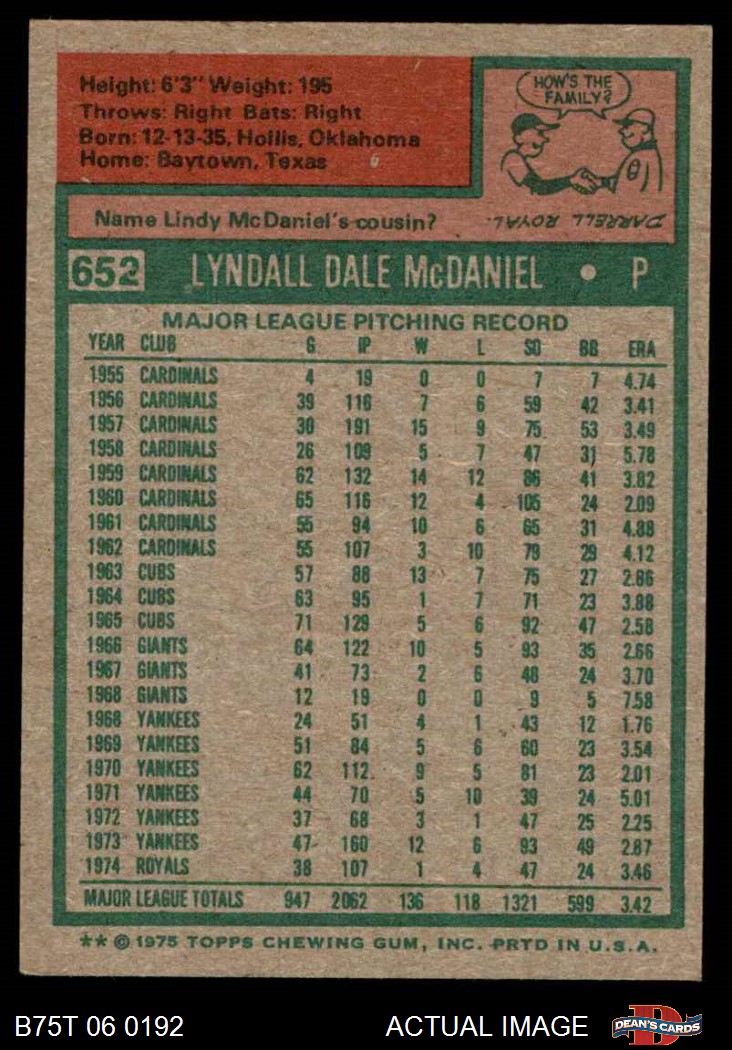 Height: 6'3" Weight: 195
Throws: Right Bats: Right
Born: 12-13-35, Hollis, Oklahoma
Home: Baytown, Texas
HOW'S THE
FAMILY?
Name Lindy McDaniel's cousin?
DARRELL ROYAL.
652 LYNDALL DALE McDANIEL • P
MAJOR LEAGUE PITCHING RECORD
YEAR CLUB G IP W L SO BB ERA
1955 CARDINALS 4 19 0 0 7 7 4.74
1956 CARDINALS 39 116 7 6 59 42 3.41
1957 CARDINALS 30 191 15 9 75 53 3.49
1958 CARDINALS 26 109 5 7 47 31 5.78
1959 CARDINALS 62 132 14 12 86 41 3.82
1960 CARDINALS 65 116 12 4 105 24 2.09
1961 CARDINALS 55 94 10 6 65 31 4.88
1962 CARDINALS 55 107 3 10 79 29 4.12
1963 CUBS 57 88 13 7 75 27 2.86
1964 CUBS 63 95 1 7 71 23 3.88
1965 CUBS 71 129 5 6 92 47 2.58
1966 GIANTS 64 122 10 5 93 35 2.66
1967 GIANTS 41 73 2 6 48 24 3.70
1968 GIANTS 12 19 0 0 9 5 7.58
1968 YANKEES 24 51 4 1 43 12 1.76
1969 YANKEES 51 84 5 6 60 23 3.54
1970 YANKEES 62 112 9 5 81 23 2.01
1971 YANKEES 44 70 5 10 39 24 5.01
1972 YANKEES 37 68 3 1 47 25 2.25
1973 YANKEES 47 160 12 6 93 49 2.87
1974 ROYALS 38 107 1 4 47 24 3.46
MAJOR LEAGUE TOTALS 947 2062 136 118 1321 599 3.42
** © 1975 TOPPS CHEWING GUM, INC. PRTD IN U.S.A.
B75T 06 0192 ACTUAL IMAGE DEAN'S CARDS